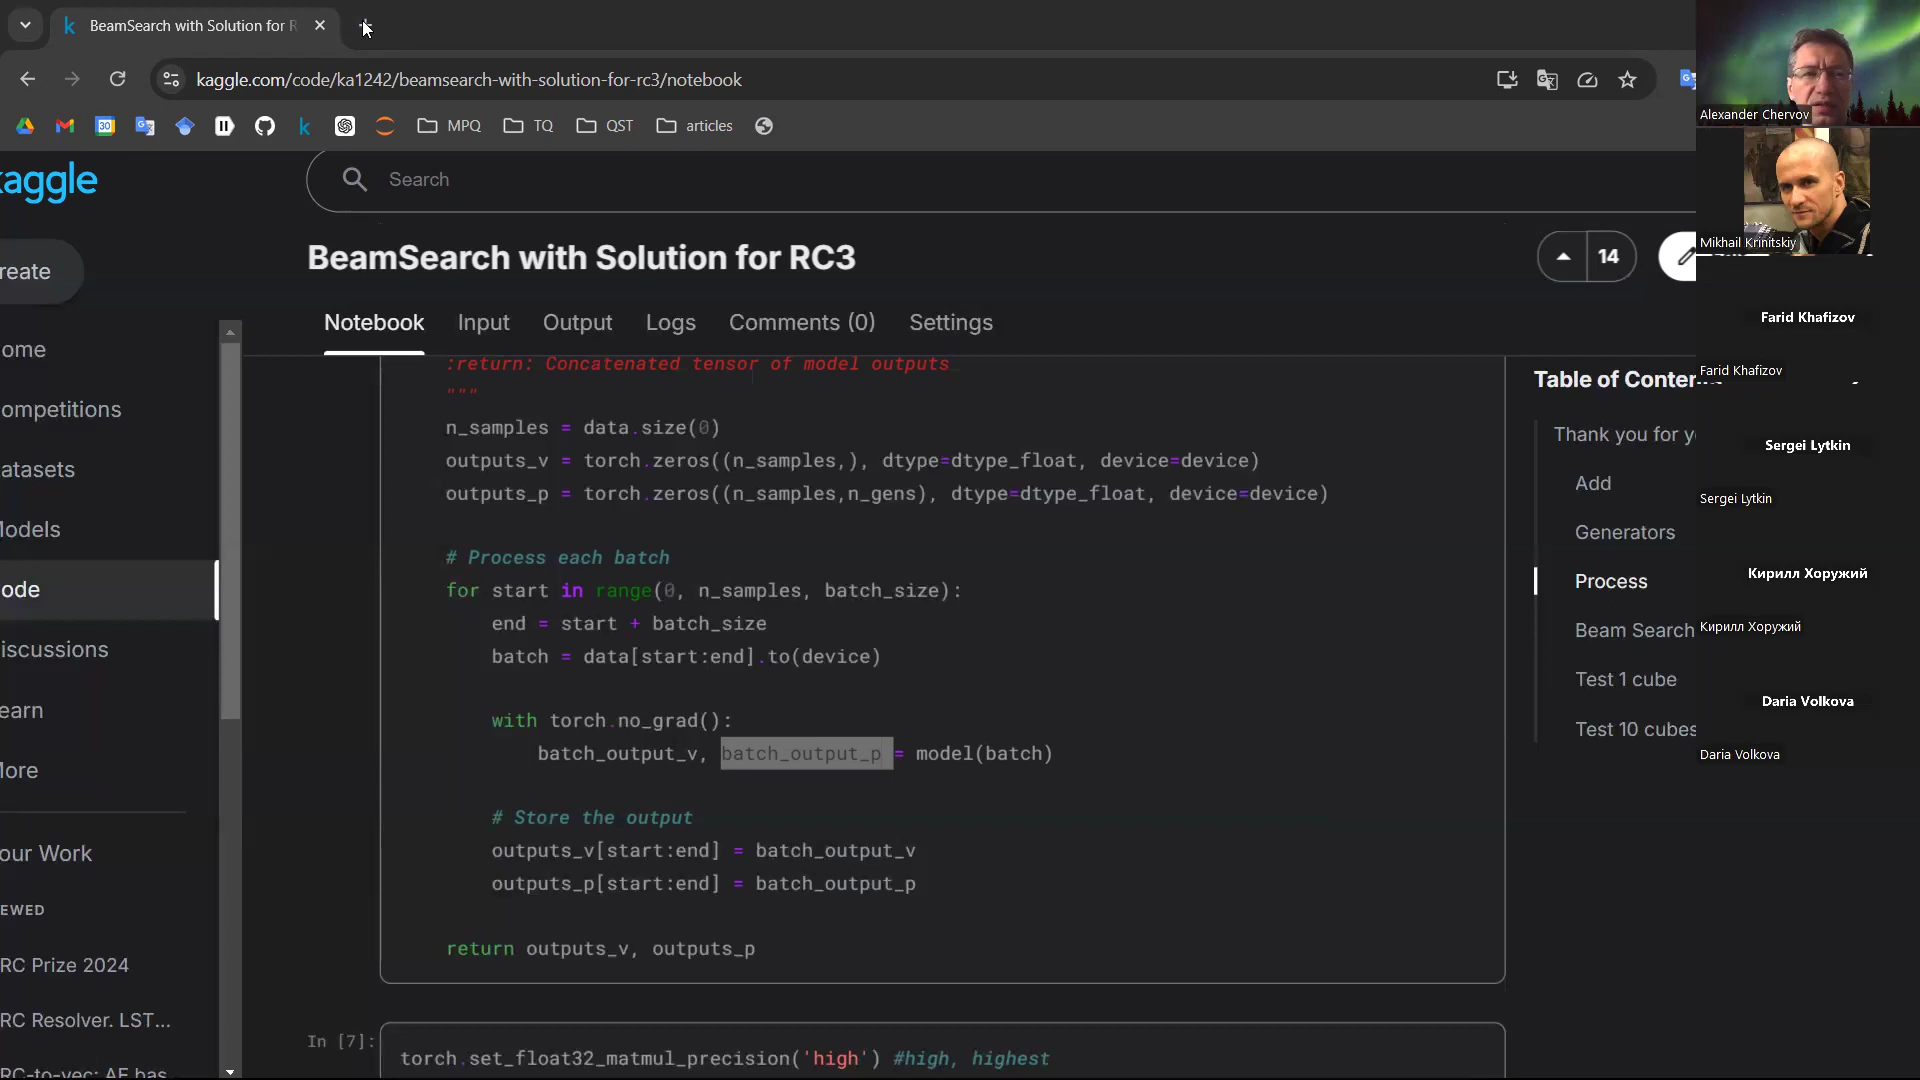 BeamSearch with Solution for R
kaggle.com/code/ka1242/beamsearch-with-solution-for-rc3/notebook
MPQ
TQ
QST
articles
kaggle
Search
reate
ome
ompetitions
atasets
Models
ode
iscussions
earn
More
our Work
EWED
RC Prize 2024
RC Resolver. LST...
RC-to-vec: AE bas
BeamSearch with Solution for RC3
14
Notebook
Input
Output
Logs
Comments (0)
Settings
:return: Concatenated tensor of model outputs
"""
n_samples = data.size(0)
outputs_v = torch.zeros((n_samples,), dtype=dtype_float, device=device)
outputs_p = torch.zeros((n_samples,n_gens), dtype=dtype_float, device=device)
# Process each batch
for start in range(0, n_samples, batch_size):
end = start + batch_size
batch = data[start:end].to(device)
with torch.no_grad():
batch_output_v, batch_output_p = model(batch)
# Store the output
outputs_v[start:end] = batch_output_v
outputs_p[start:end] = batch_output_p
return outputs_v, outputs_p
In [7]:
torch.set_float32_matmul_precision('high') #high, highest
Table of Conten
Thank you for y
Add
Generators
Process
Beam Search
Test 1 cube
Test 10 cubes
Alexander Chervov
Mikhail Krinitskiy
Farid Khafizov
Farid Khafizov
Sergei Lytkin
Sergei Lytkin
Кирилл Хоружий
Кирилл Хоружий
Daria Volkova
Daria Volkova